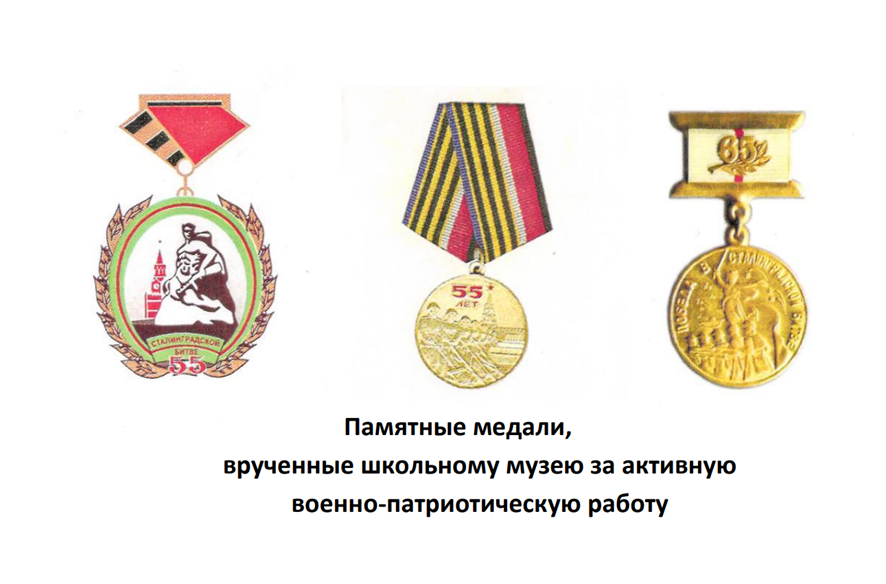 СТАЛИНГРАДСКОЙ
БИТВЕ
55
55
ЛЕТ
65
ПОБЕДА В СТАЛИНГРАДСКОЙ БИТВЕ
Памятные медали,
врученные школьному музею за активную
военно-патриотическую работу